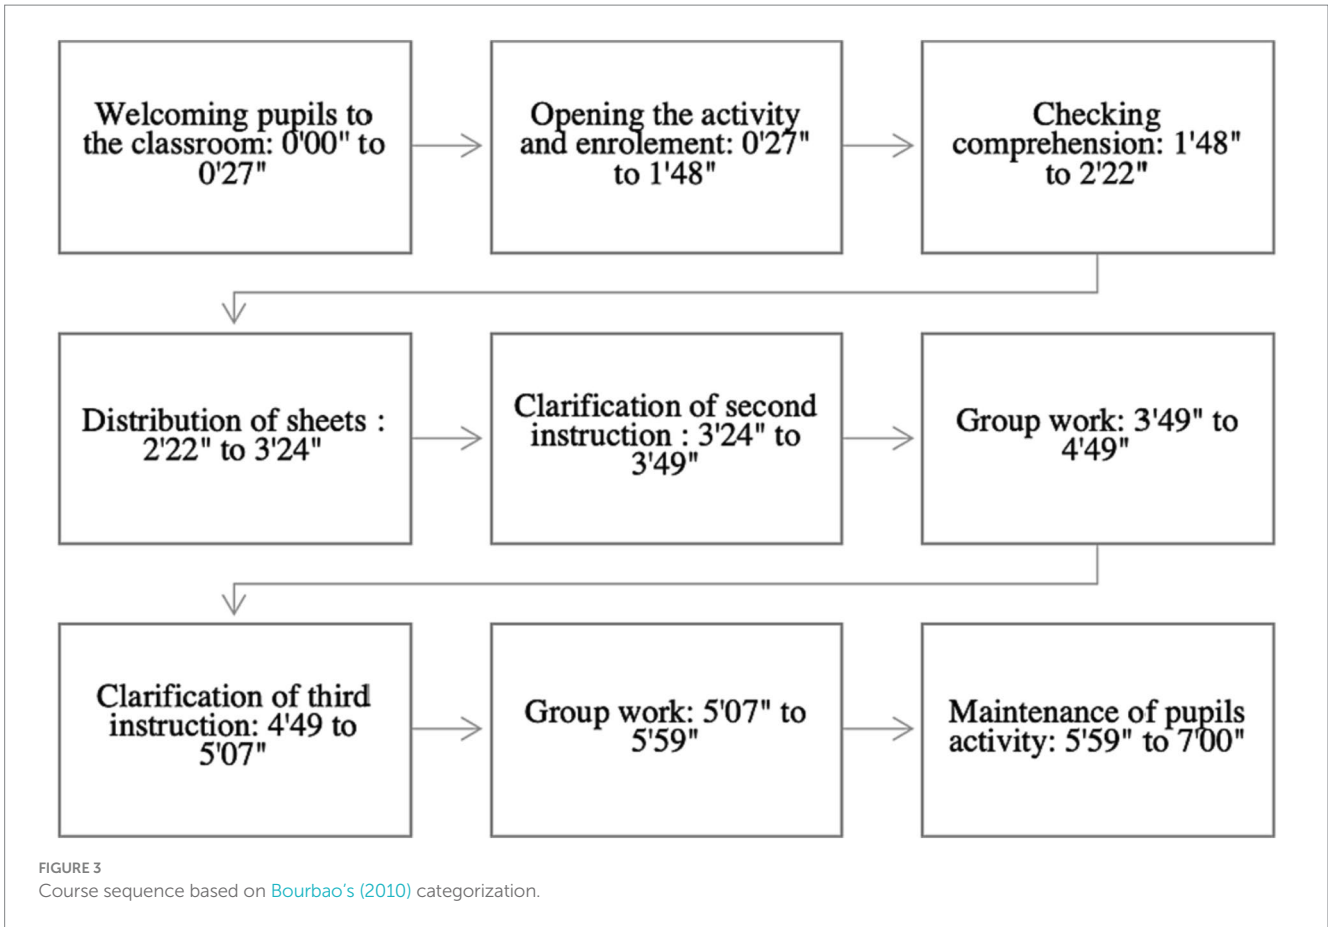 Welcoming pupils to
the classroom: 0'00" to
0'27"
Opening the activity
and enrolement: 0'27"
to 1'48"
Checking
comprehension: 1'48"
to 2'22"
Distribution of sheets :
2'22" to 3'24"
Clarification of second
instruction : 3'24" to
3'49"
Group work: 3'49" to
4'49"
Clarification of third
instruction: 4'49 to
5'07"
Group work: 5'07" to
5'59"
Maintenance of pupils
activity: 5'59" to 7'00"
FIGURE 3
Course sequence based on Bourbao's (2010) categorization.